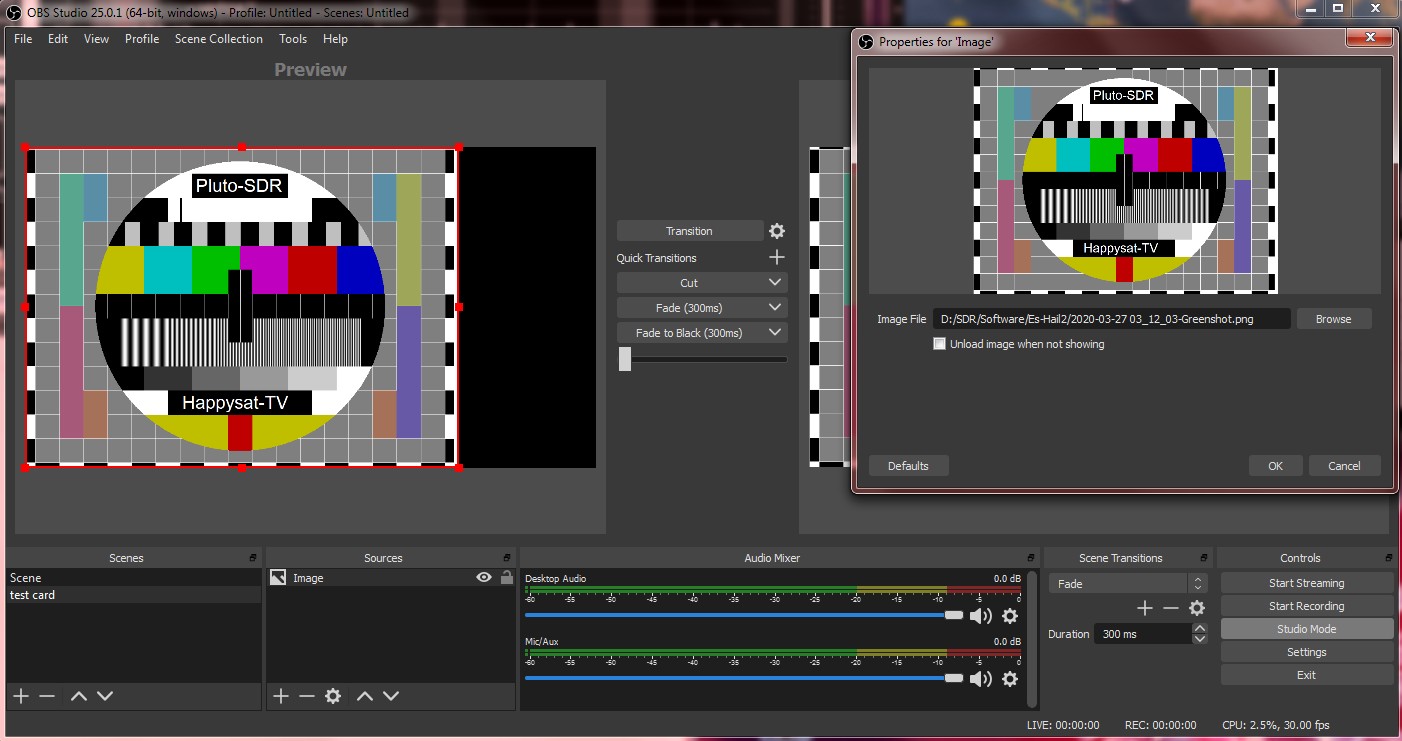 OBS Studio 25.0.1 (64-bit, windows) - Profile: Untitled - Scenes: Untitled
File Edit View Profile Scene Collection Tools Help
Preview
Pluto-SDR
Happysat-TV
Transition
Quick Transitions
Cut
Fade (300ms)
Fade to Black (300ms)
Properties for 'Image'
Pluto-SDR
Happysat-TV
Image File D:/SDR/Software/Es-Hail2/2020-03-27 03_12_03-Greenshot.png Browse
Unload image when not showing
Defaults OK Cancel
Scenes
Scene
test card
Sources
Image
Audio Mixer
Desktop Audio 0.0 dB
-60 -55 -50 -45 -40 -35 -30 -25 -20 -15 -10 -5 0
Mic/Aux 0.0 dB
-60 -55 -50 -45 -40 -35 -30 -25 -20 -15 -10 -5 0
Scene Transitions
Fade
Duration 300 ms
Controls
Start Streaming
Start Recording
Studio Mode
Settings
Exit
LIVE: 00:00:00 REC: 00:00:00 CPU: 2.5%, 30.00 fps